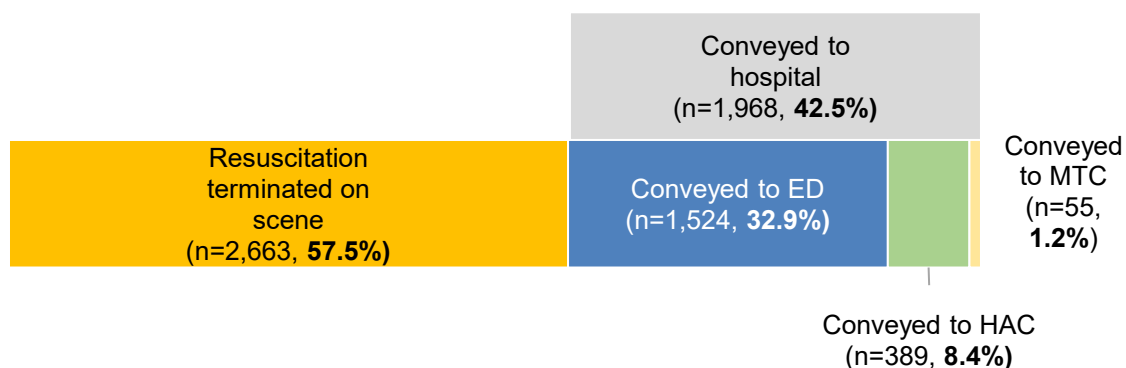 Conveyed to
hospital
(n=1,968, 42.5%)
Resuscitation
terminated on
scene
(n=2,663, 57.5%)
Conveyed to ED
(n=1,524, 32.9%)
Conveyed
to MTC
(n=55,
1.2%)
Conveyed to HAC
(n=389, 8.4%)